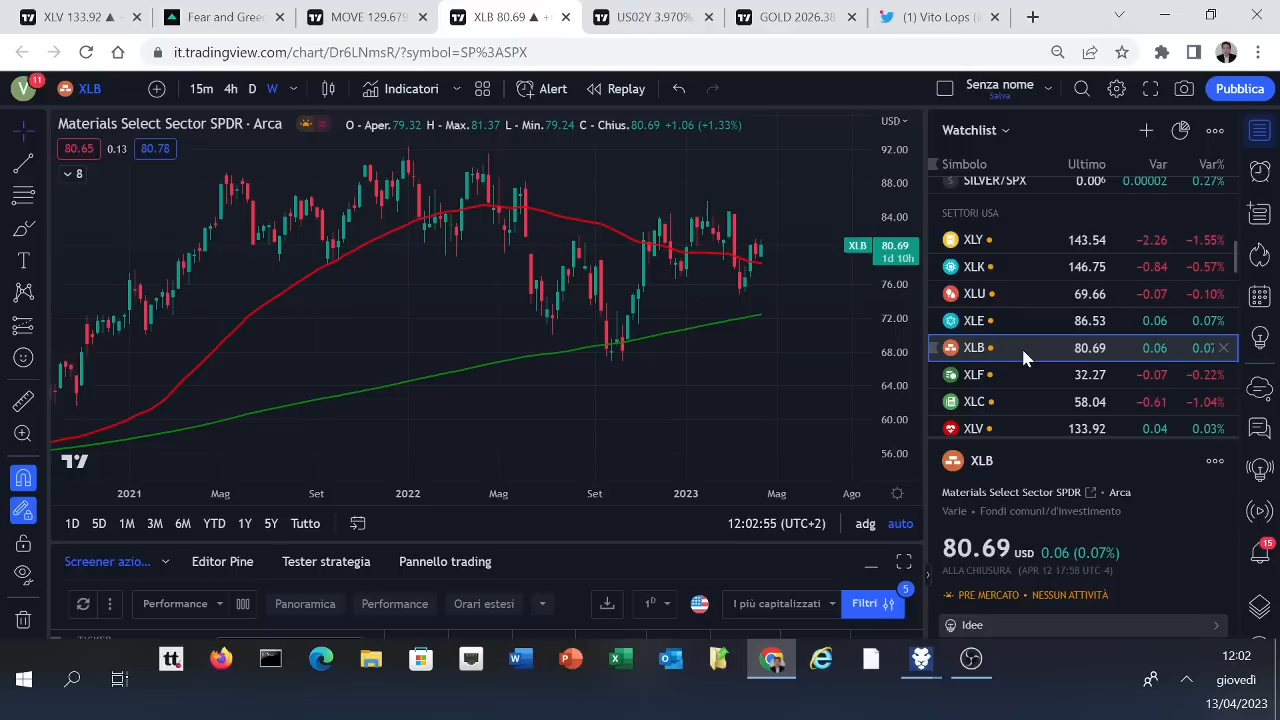 XLV 133.92 ▲
Fear and Gree
MOVE 129.679
XLB 80.69 ▲ +
US02Y 3.970%
GOLD 2026.38
(1) Vito Lops (
it.tradingview.com/chart/Dr6LNmsR/?symbol=SP%3ASPX
V 11
XLB
15m 4h D W
Indicatori
Alert
Replay
Senza nome
Salva
Pubblica
Materials Select Sector SPDR · Arca
O - Aper.79.32 H - Max.81.37 L - Min.79.24 C - Chius.80.69 +1.06 (+1.33%)
USD
80.65 0.13 80.78
8
92.00
88.00
84.00
XLB 80.69
1d 10h
76.00
72.00
68.00
64.00
60.00
56.00
2021 Mag Set 2022 Mag Set 2023 Mag Ago
1D 5D 1M 3M 6M YTD 1Y 5Y Tutto
12:02:55 (UTC+2) adg auto
Screener azio... Editor Pine Tester strategia Pannello trading
Performance Panoramica Performance Orari estesi 1D I più capitalizzati Filtri 5
TICKER
Watchlist
Simbolo Ultimo Var Var%
SILVER/SPX 0.006 0.00002 0.27%
SETTORI USA
XLY 143.54 −2.26 −1.55%
XLK 146.75 −0.84 −0.57%
XLU 69.66 −0.07 −0.10%
XLE 86.53 0.06 0.07%
XLB 80.69 0.06 0.07
XLF 32.27 −0.07 −0.22%
XLC 58.04 −0.61 −1.04%
XLV 133.92 0.04 0.03%
XLB
Materials Select Sector SPDR • Arca
Varie • Fondi comuni/d'investimento
80.69 USD 0.06 (0.07%)
ALLA CHIUSURA (APR 12 17:58 UTC-4)
PRE MERCATO • NESSUN ATTIVITÀ
Idee
15
12:02
giovedì
13/04/2023